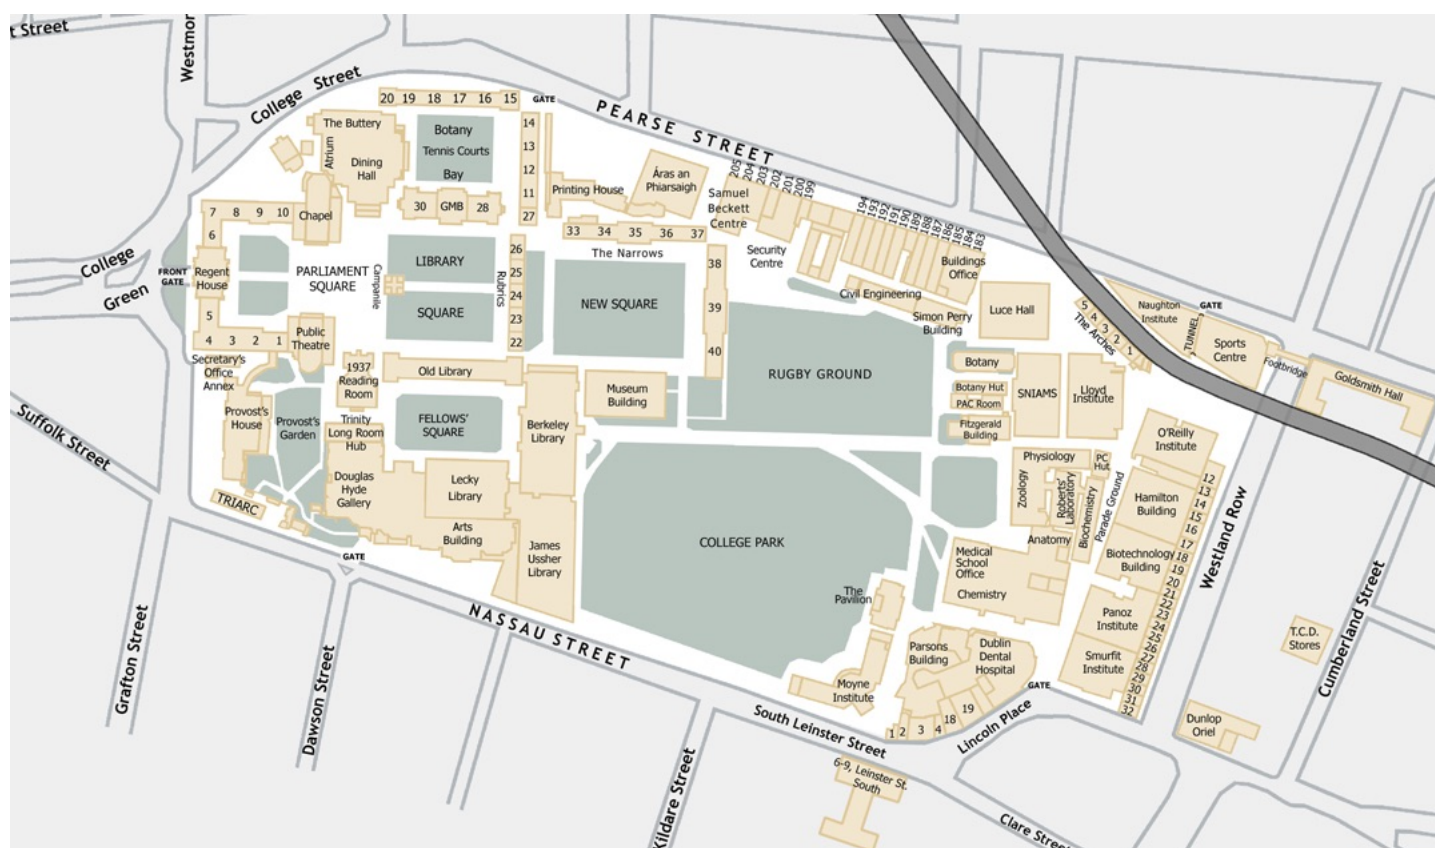 t Street
Westmor
College Street
PEARSE STREET
College
Green
FRONT
GATE
20 19 18 17 16 15
GATE
The Buttery
Atrium
Dining
Hall
Botany
Tennis Courts
Bay
14
13
12
11
27
Printing House
Áras an
Phiarsaigh
205
204
203
202
201
200
199
Samuel
Beckett
Centre
194
193
192
191
190
189
188
187
186
185
184
183
7 8 9 10
6
Chapel
30 GMB 28
33 34 35 36 37
The Narrows
Security
Centre
Buildings
Office
Regent
House
PARLIAMENT
SQUARE
Campanile
LIBRARY
SQUARE
Rubrics
26
25
24
23
22
NEW SQUARE
38
39
40
Civil Engineering
Simon Perry
Building
Luce Hall
5
4
3
2
1
The Arches
Naughton
Institute
GATE
TUNNEL
Sports
Centre
Footbridge
Goldsmith Hall
5
4 3 2 1
Public
Theatre
Secretary's
Office
Annex
1937
Reading
Room
Old Library
Museum
Building
RUGBY GROUND
Botany
Botany Hut
PAC Room
Fitzgerald
Building
SNIAMS
Lloyd
Institute
Provost's
House
Provost's
Garden
Trinity
Long Room
Hub
FELLOWS'
SQUARE
Berkeley
Library
O'Reilly
Institute
Suffolk Street
TRIARC
Douglas
Hyde
Gallery
Lecky
Library
Arts
Building
James
Ussher
Library
GATE
COLLEGE PARK
Physiology
PC
Hut
Zoology
Roberts'
Laboratory
Biochemistry
Parade Ground
Anatomy
Hamilton
Building
Biotechnology
Building
Medical
School
Office
Chemistry
The
Pavilion
Panoz
Institute
Smurfit
Institute
12
13
14
15
16
17
18
19
20
21
22
23
24
25
26
27
28
29
30
31
32
Westland Row
Cumberland Street
T.C.D.
Stores
Dunlop
Oriel
Parsons
Building
Dublin
Dental
Hospital
Moyne
Institute
GATE
1 2 3 4 18 19
Lincoln Place
NASSAU STREET
South Leinster Street
Grafton Street
Dawson Street
Kildare Street
6-9, Leinster St.
South
Clare Stree